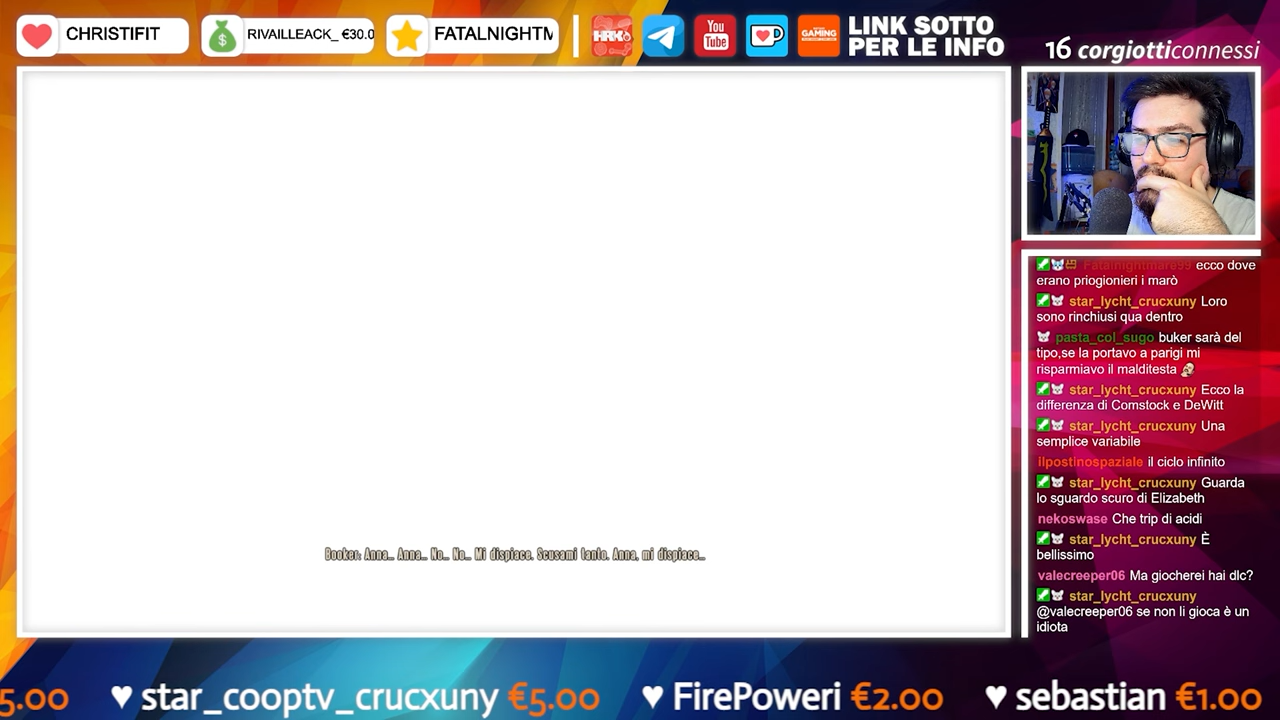 CHRISTIFIT
RIVAILLEACK_ €30.0
FATALNIGHTM
HRK
You
Tube
GAMING
LINK SOTTO
PER LE INFO
16 corgiotticonnessi
Fatalnightmare99 ecco dove
erano priogionieri i marò
star_lycht_crucxuny Loro
sono rinchiusi qua dentro
pasta_col_sugo buker sarà del
tipo,se la portavo a parigi mi
risparmiavo il malditesta
star_lycht_crucxuny Ecco la
differenza di Comstock e DeWitt
star_lycht_crucxuny Una
semplice variabile
ilpostinospaziale il ciclo infinito
star_lycht_crucxuny Guarda
lo sguardo scuro di Elizabeth
nekoswase Che trip di acidi
star_lycht_crucxuny È
bellissimo
valecreeper06 Ma giocherei hai dlc?
star_lycht_crucxuny
@valecreeper06 se non li gioca è un
idiota
Booker: Anna... Anna... No... No... Mi dispiace. Scusami tanto. Anna, mi dispiace...
5.00 ♥ star_cooptv_crucxuny €5.00 ♥ FirePoweri €2.00 ♥ sebastian €1.00